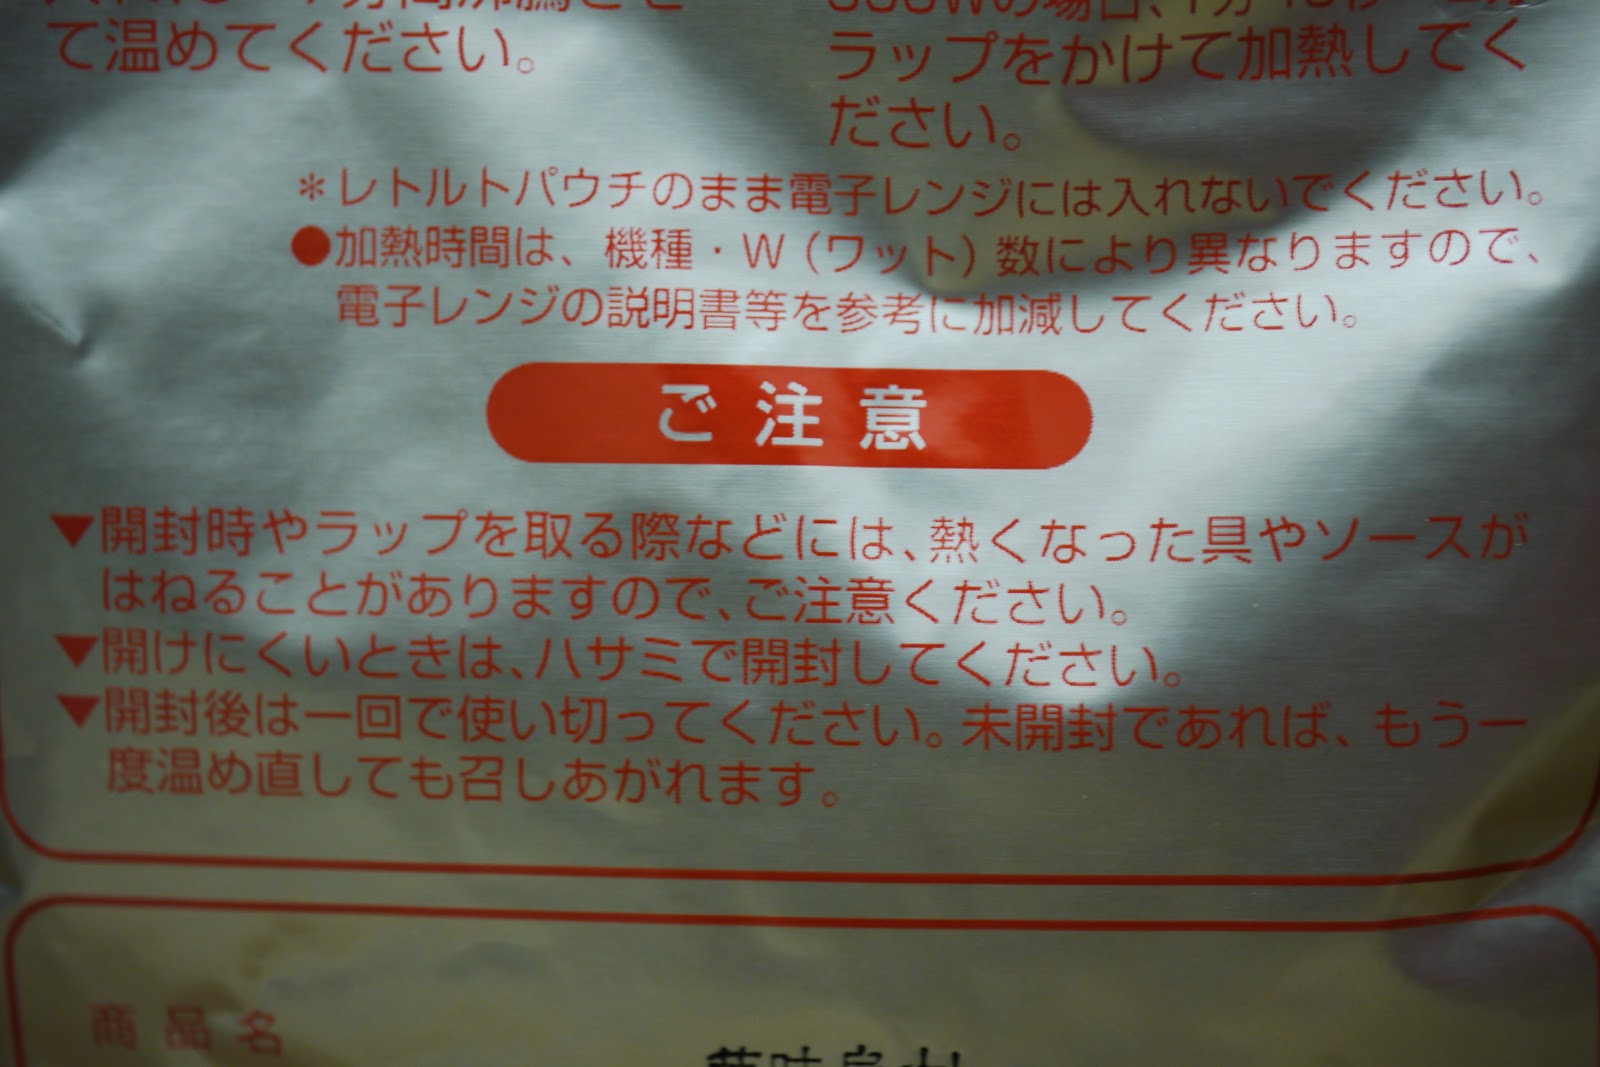 て温めてください。
ラップをかけて加熱してく
ださい。
＊レトルトパウチのまま電子レンジには入れないでください。
●加熱時間は、機種・W（ワット）数により異なりますので、
電子レンジの説明書等を参考に加減してください。
ご注意
▼開封時やラップを取る際などには、熱くなった具やソースが
はねることがありますので、ご注意ください。
▼開けにくいときは、ハサミで開封してください。
▼開封後は一回で使い切ってください。未開封であれば、もう一
度温め直しても召しあがれます。
商品名